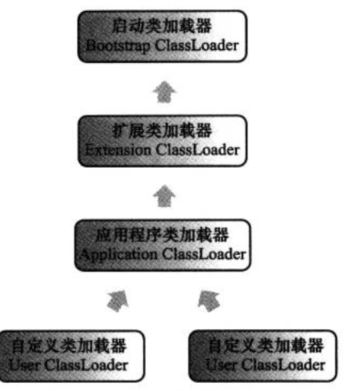 启动类加载器
Bootstrap ClassLoader
扩展类加载器
Extension ClassLoader
应用程序类加载器
Application ClassLoader
自定义类加载器
User ClassLoader
自定义类加载器
User ClassLoader